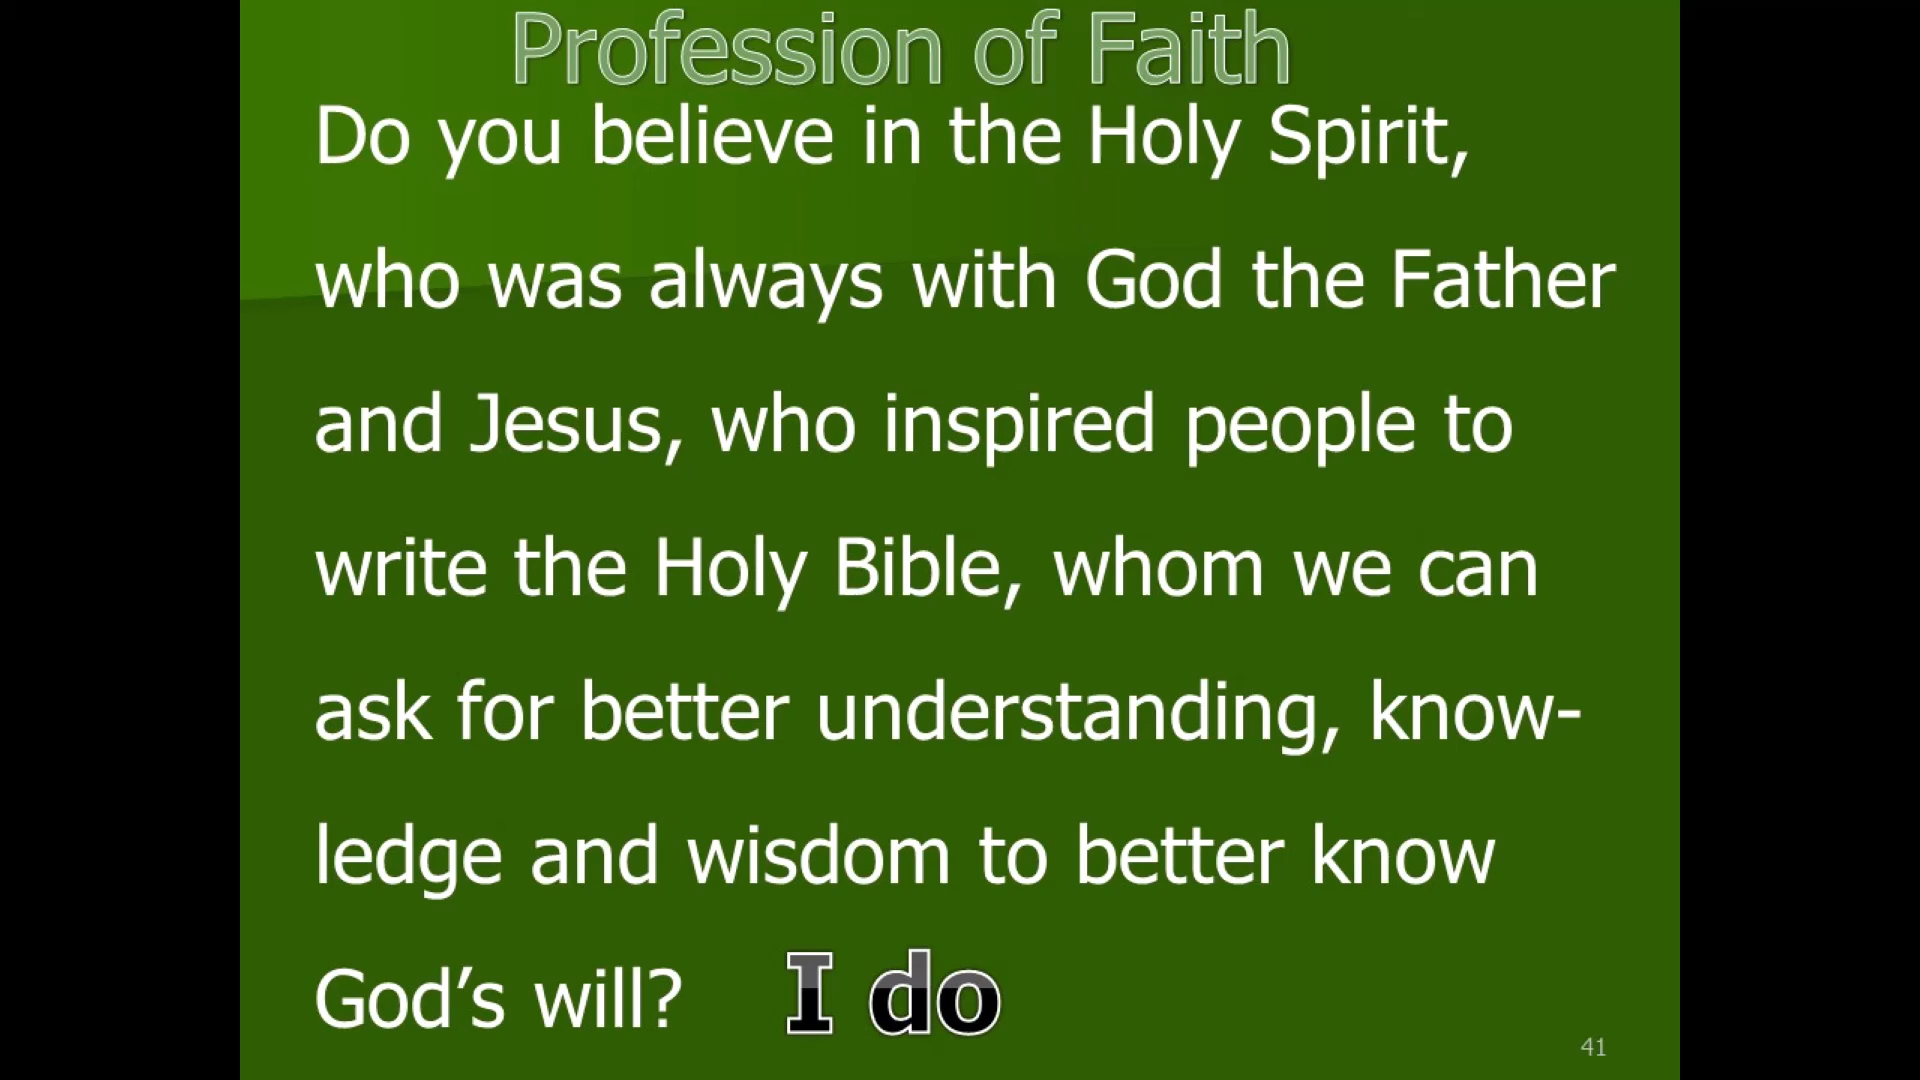 Profession of Faith
Do you believe in the Holy Spirit,
who was always with God the Father
and Jesus, who inspired people to
write the Holy Bible, whom we can
ask for better understanding, know-
ledge and wisdom to better know
God’s will? I do
41